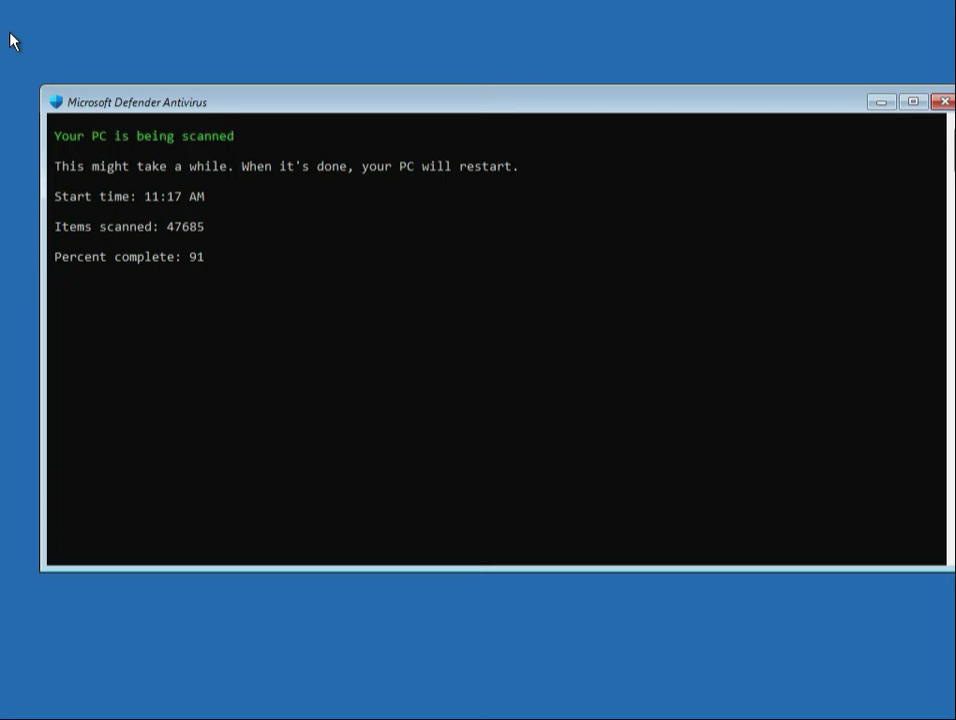 Microsoft Defender Antivirus
Your PC is being scanned
This might take a while. When it's done, your PC will restart.
Start time: 11:17 AM
Items scanned: 47685
Percent complete: 91